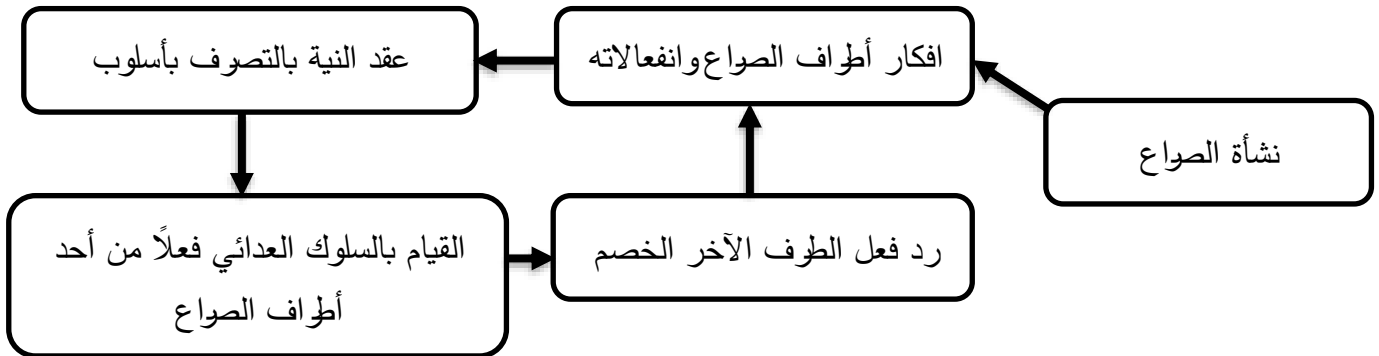 عقد النية بالتصرف بأسلوب
افكار أطراف الصراع وانفعالاته
نشأة الصراع
القيام بالسلوك العدائي فعلاً من أحد
أطراف الصراع
رد فعل الطرف الآخر الخصم